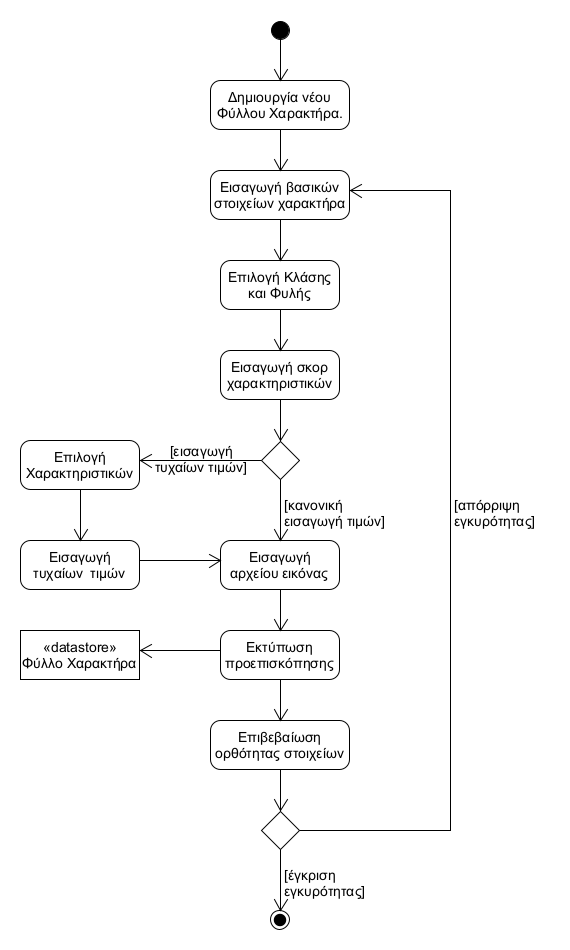 Δημιουργία νέου
Φύλλου Χαρακτήρα.
Εισαγωγή βασικών
στοιχείων χαρακτήρα
Επιλογή Κλάσης
και Φυλής
Εισαγωγή σκορ
χαρακτηριστικών
[εισαγωγή
τυχαίων τιμών]
Επιλογή
Χαρακτηριστικών
[κανονική
εισαγωγή τιμών]
[απόρριψη
εγκυρότητας]
Εισαγωγή
τυχαίων  τιμών
Εισαγωγή
αρχείου εικόνας
«datastore»
Φύλλο Χαρακτήρα
Εκτύπωση
προεπισκόπησης
Επιβεβαίωση
ορθότητας στοιχείων
[έγκριση
εγκυρότητας]